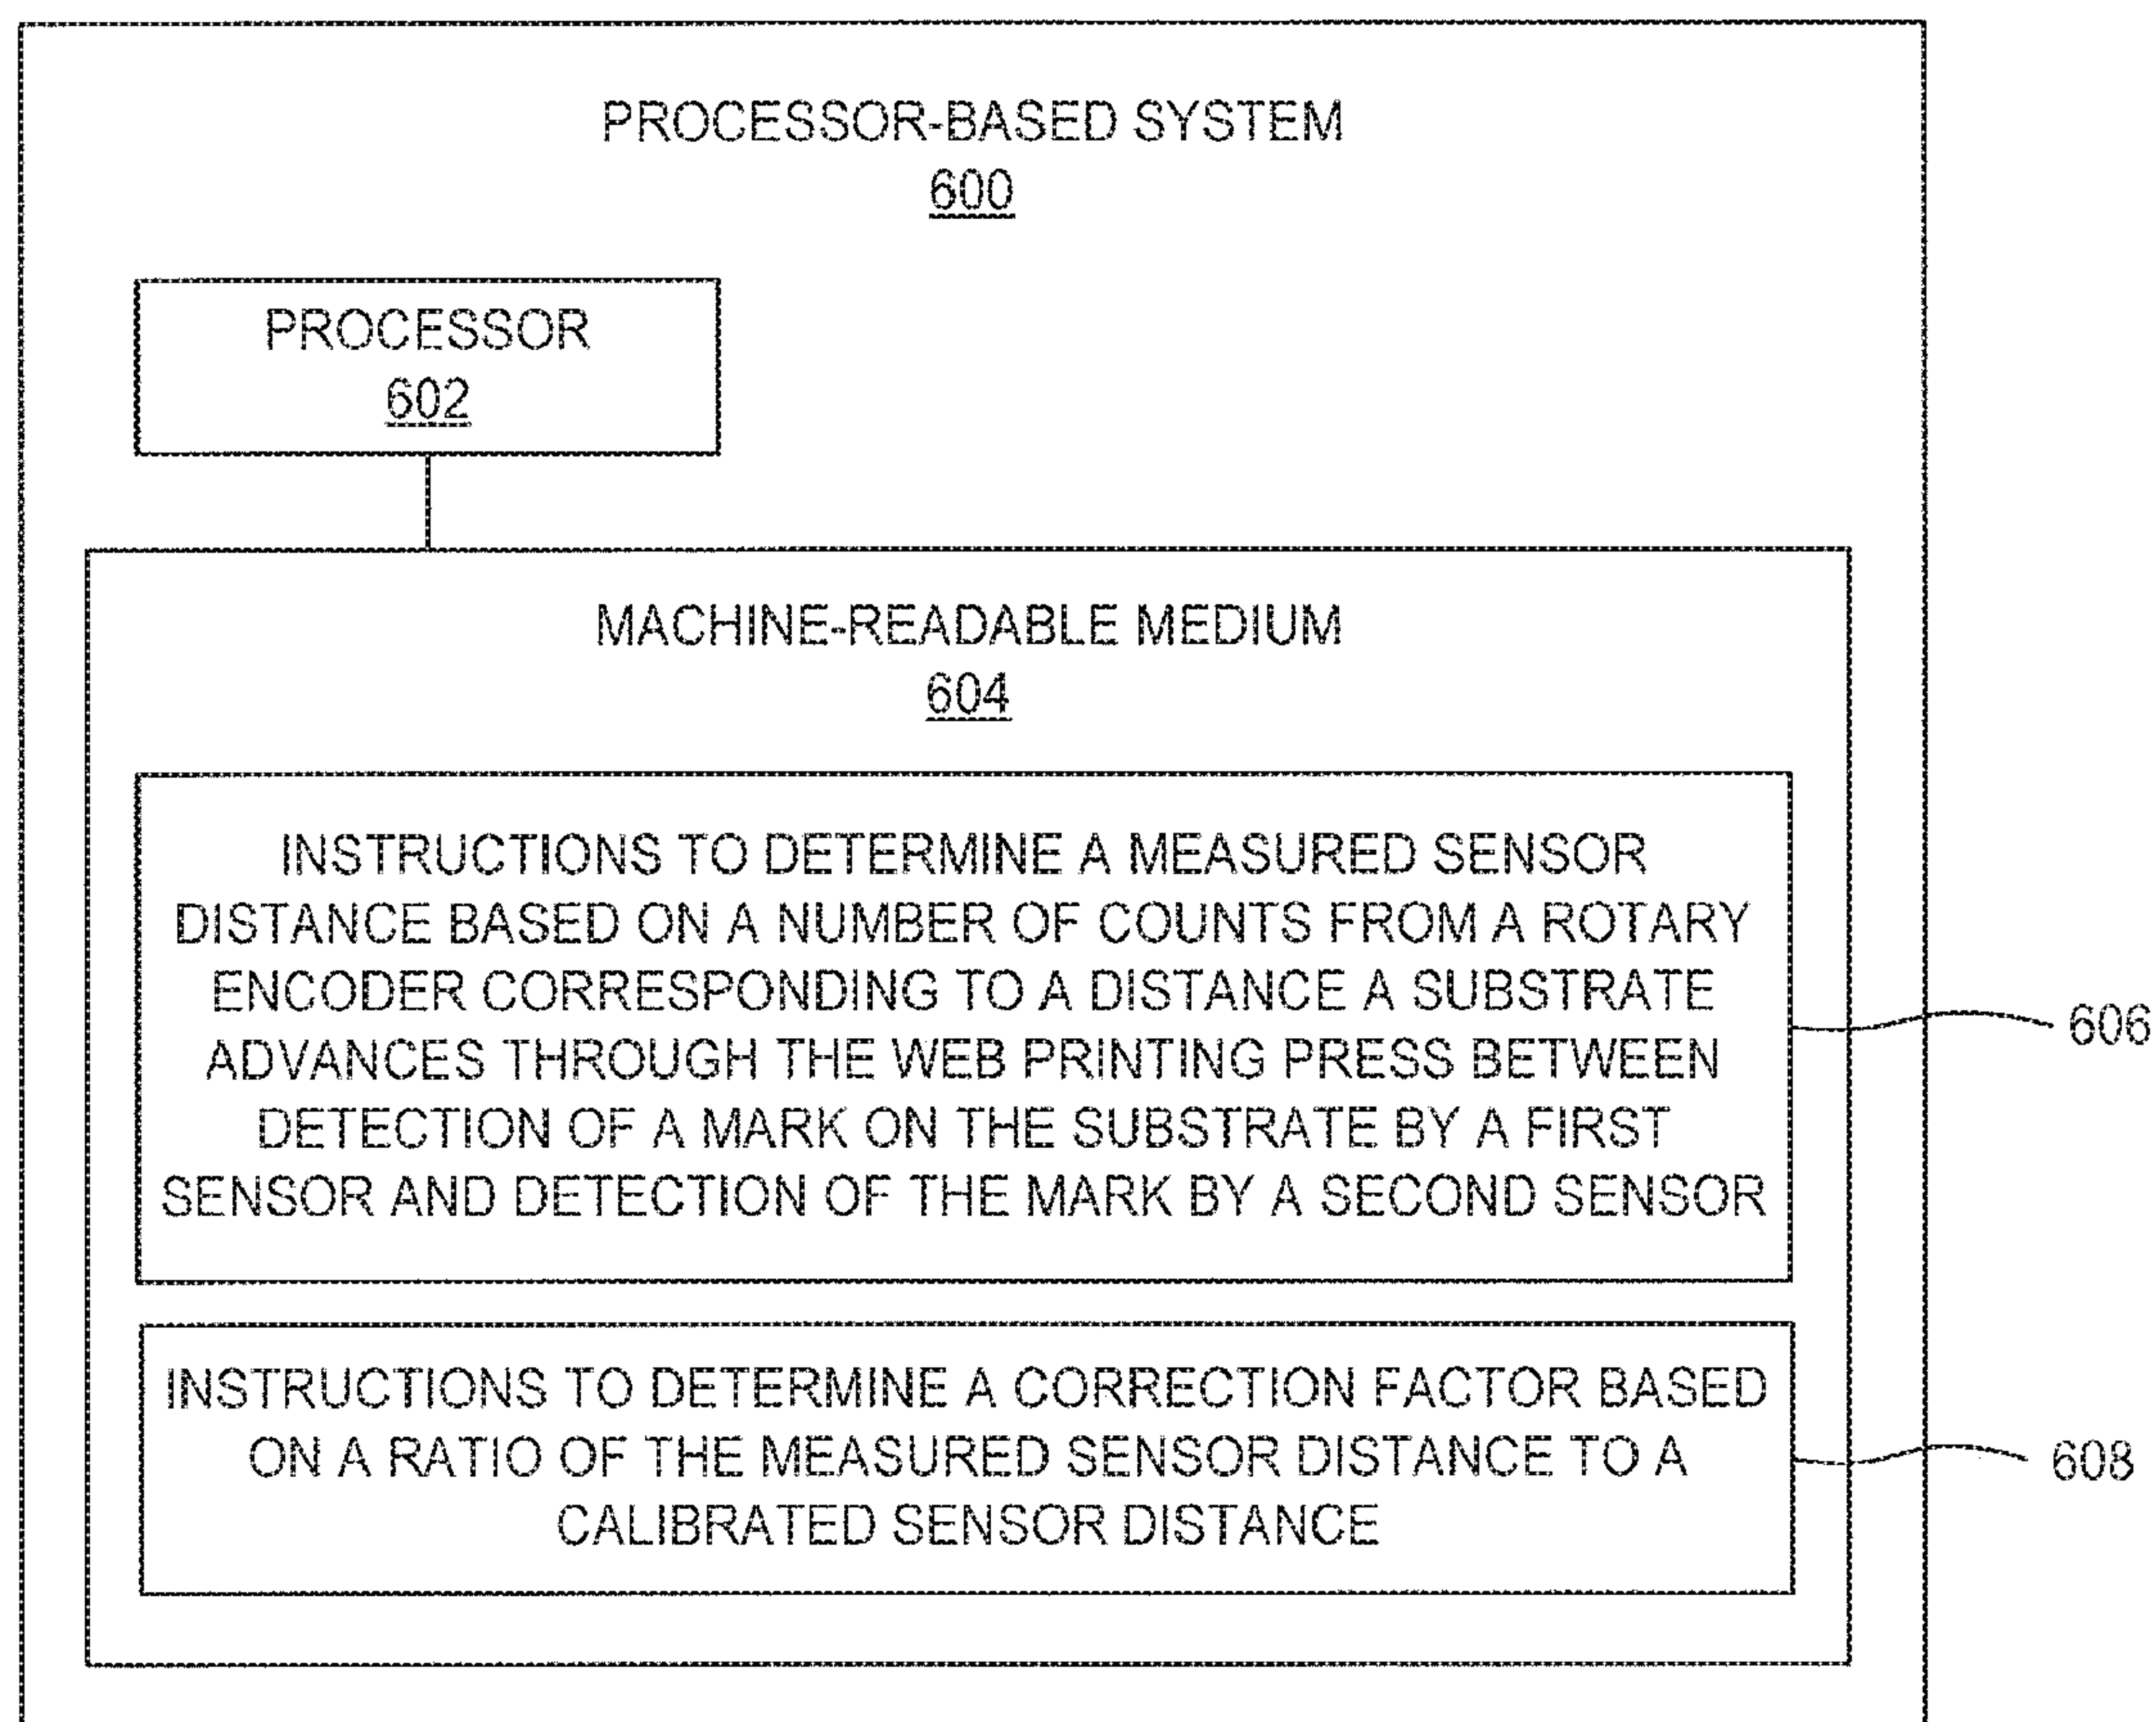 PROCESSOR-BASED SYSTEM
600
PROCESSOR
602
MACHINE-READABLE MEDIUM
604
INSTRUCTIONS TO DETERMINE A MEASURED SENSOR
DISTANCE BASED ON A NUMBER OF COUNTS FROM A ROTARY
ENCODER CORRESPONDING TO A DISTANCE A SUBSTRATE
ADVANCES THROUGH THE WEB PRINTING PRESS BETWEEN
DETECTION OF A MARK ON THE SUBSTRATE BY A FIRST
SENSOR AND DETECTION OF THE MARK BY A SECOND SENSOR
606
INSTRUCTIONS TO DETERMINE A CORRECTION FACTOR BASED
ON A RATIO OF THE MEASURED SENSOR DISTANCE TO A
CALIBRATED SENSOR DISTANCE
608